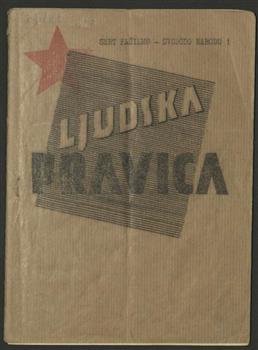 SMRT FAŠIZMU - SVOBODO NARODU !
LJUDSKA
PRAVICA